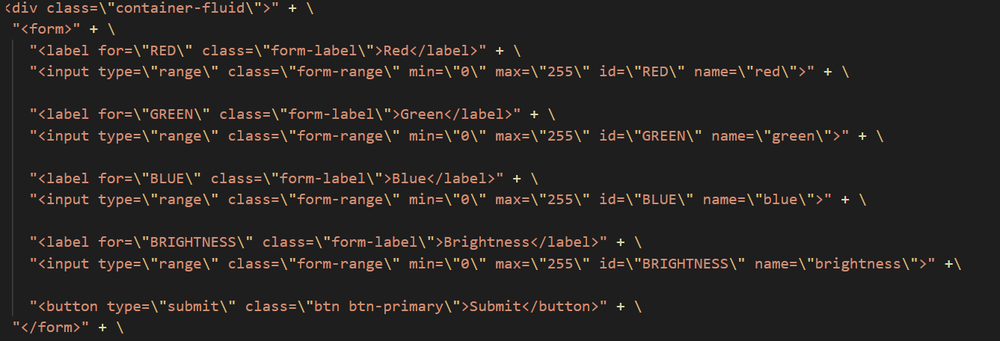 <div class=\"container-fluid\">" + \
"<form>" + \
"<label for=\"RED\" class=\"form-label\">Red</label>" + \
"<input type=\"range\" class=\"form-range\" min=\"0\" max=\"255\" id=\"RED\" name=\"red\">" + \
"<label for=\"GREEN\" class=\"form-label\">Green</label>" + \
"<input type=\"range\" class=\"form-range\" min=\"0\" max=\"255\" id=\"GREEN\" name=\"green\">" + \
"<label for=\"BLUE\" class=\"form-label\">Blue</label>" + \
"<input type=\"range\" class=\"form-range\" min=\"0\" max=\"255\" id=\"BLUE\" name=\"blue\">" + \
"<label for=\"BRIGHTNESS\" class=\"form-label\">Brightness</label>" + \
"<input type=\"range\" class=\"form-range\" min=\"0\" max=\"255\" id=\"BRIGHTNESS\" name=\"brightness\">" +\
"<button type=\"submit\" class=\"btn btn-primary\">Submit</button>" + \
"</form>" + \